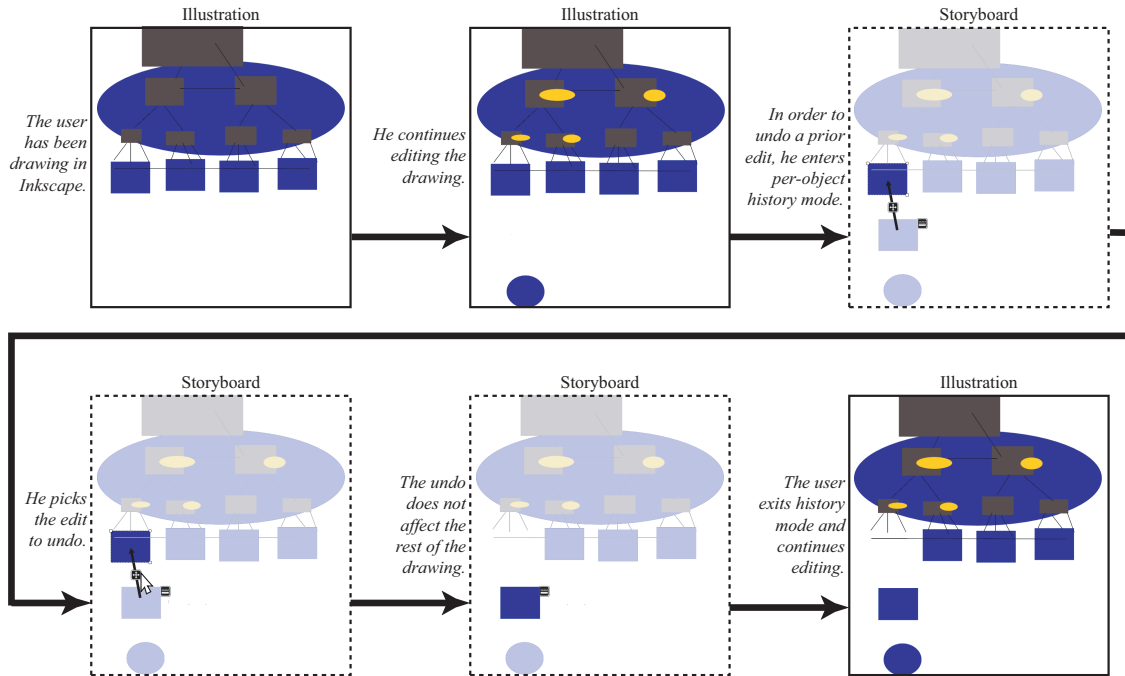 Illustration
Illustration
Storyboard
The user
has been
drawing in
Inkscape.
He continues
editing the
drawing.
In order to
undo a prior
edit, he enters
per-object
history mode.
Storyboard
Storyboard
Illustration
He picks
the edit
to undo.
The undo
does not
affect the
rest of the
drawing.
The user
exits history
mode and
continues
editing.